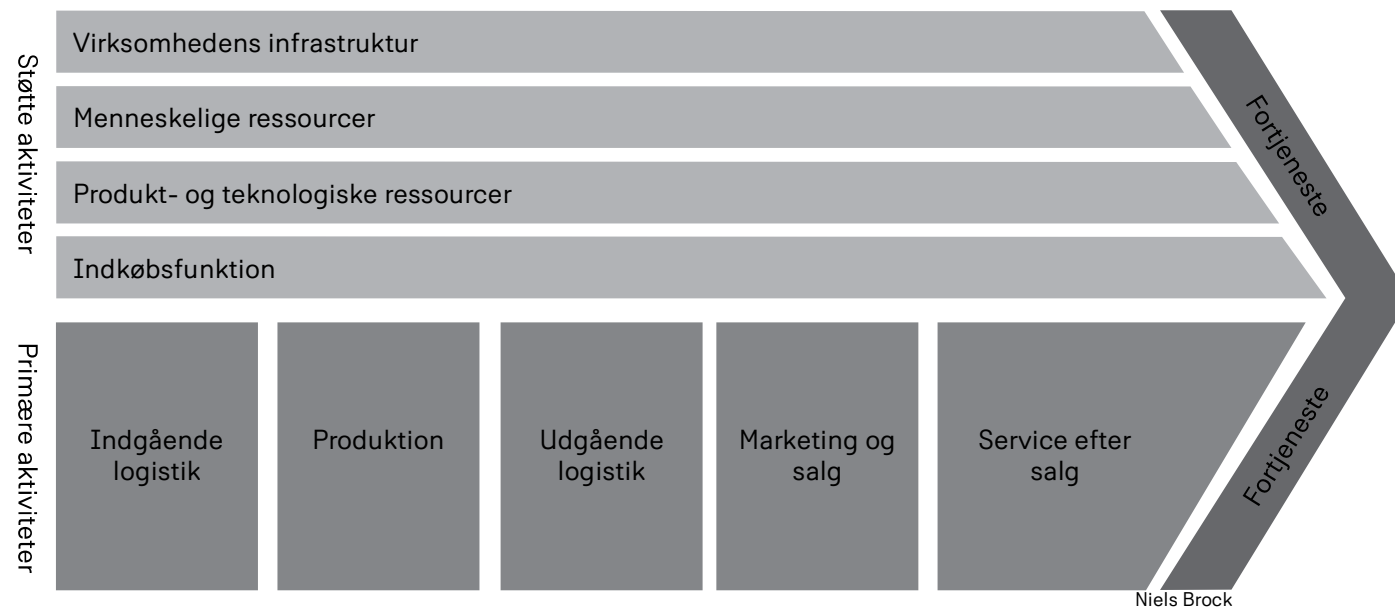 Støtte aktiviteter
Virksomhedens infrastruktur
Menneskelige ressourcer
Produkt- og teknologiske ressourcer
Indkøbsfunktion
Fortjeneste
Primære aktiviteter
Indgående
logistik
Produktion
Udgående
logistik
Marketing og
salg
Service efter
salg
Fortjeneste
Niels Brock